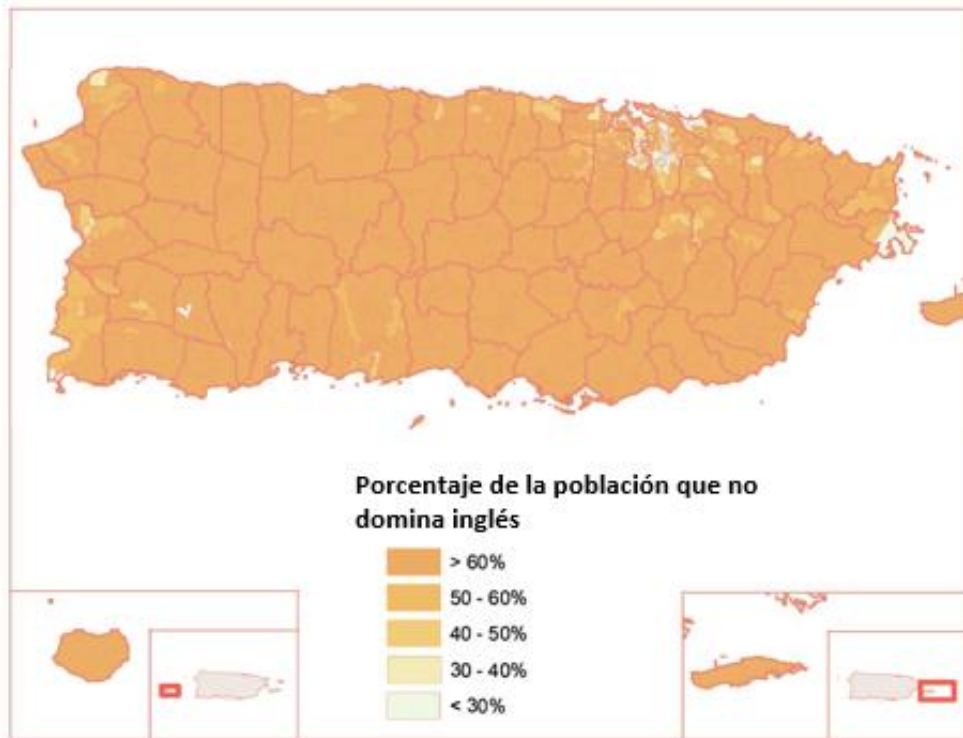 Porcentaje de la población que no
domina inglés
> 60%
50 - 60%
40 - 50%
30 - 40%
< 30%